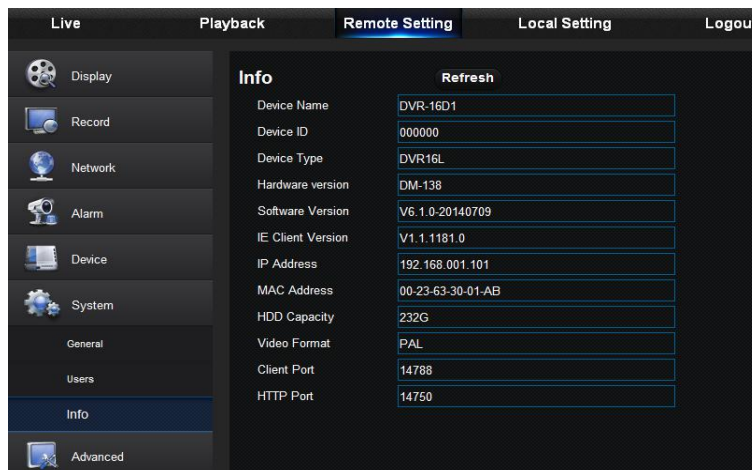 Live Playback Remote Setting Local Setting Logou
Display
Record
Network
Alarm
Device
System
General
Users
Info
Advanced
Info Refresh
Device Name DVR-16D1
Device ID 000000
Device Type DVR16L
Hardware version DM-138
Software Version V6.1.0-20140709
IE Client Version V1.1.1181.0
IP Address 192.168.001.101
MAC Address 00-23-63-30-01-AB
HDD Capacity 232G
Video Format PAL
Client Port 14788
HTTP Port 14750